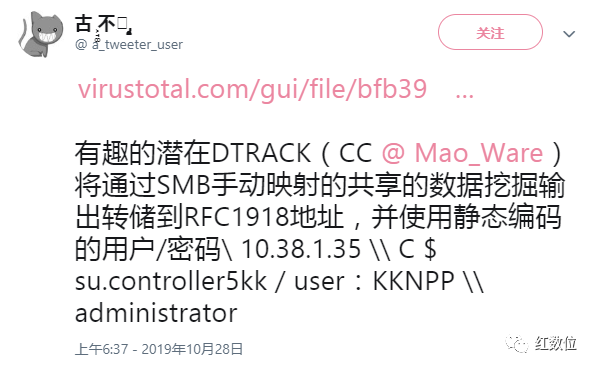 古 不
@ a_tweeter_user
关注
virustotal.com/gui/file/bfb39 ...
有趣的潜在DTRACK（CC @ Mao_Ware）
将通过SMB手动映射的共享的数据挖掘输
出转储到RFC1918地址，并使用静态编码
的用户/密码\ 10.38.1.35 \\ C $
su.controller5kk / user：KKNPP \\
administrator
上午6:37 - 2019年10月28日
红数位